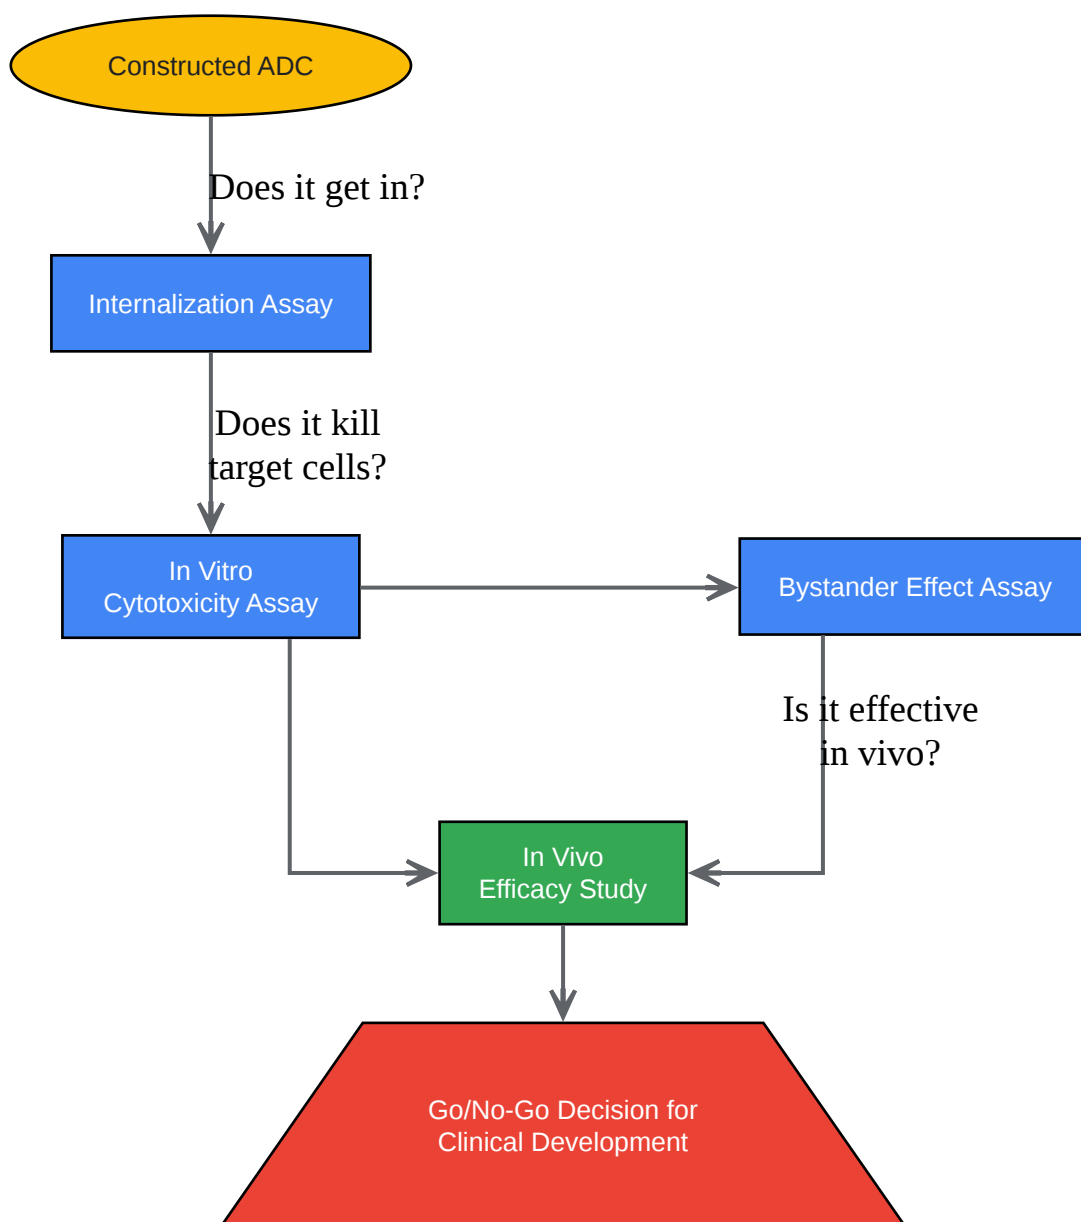 Constructed ADC
Does it get in?
Internalization Assay
Does it kill
target cells?
In Vitro
Cytotoxicity Assay
Bystander Effect Assay
Is it effective
in vivo?
In Vivo
Efficacy Study
Go/No-Go Decision for
Clinical Development